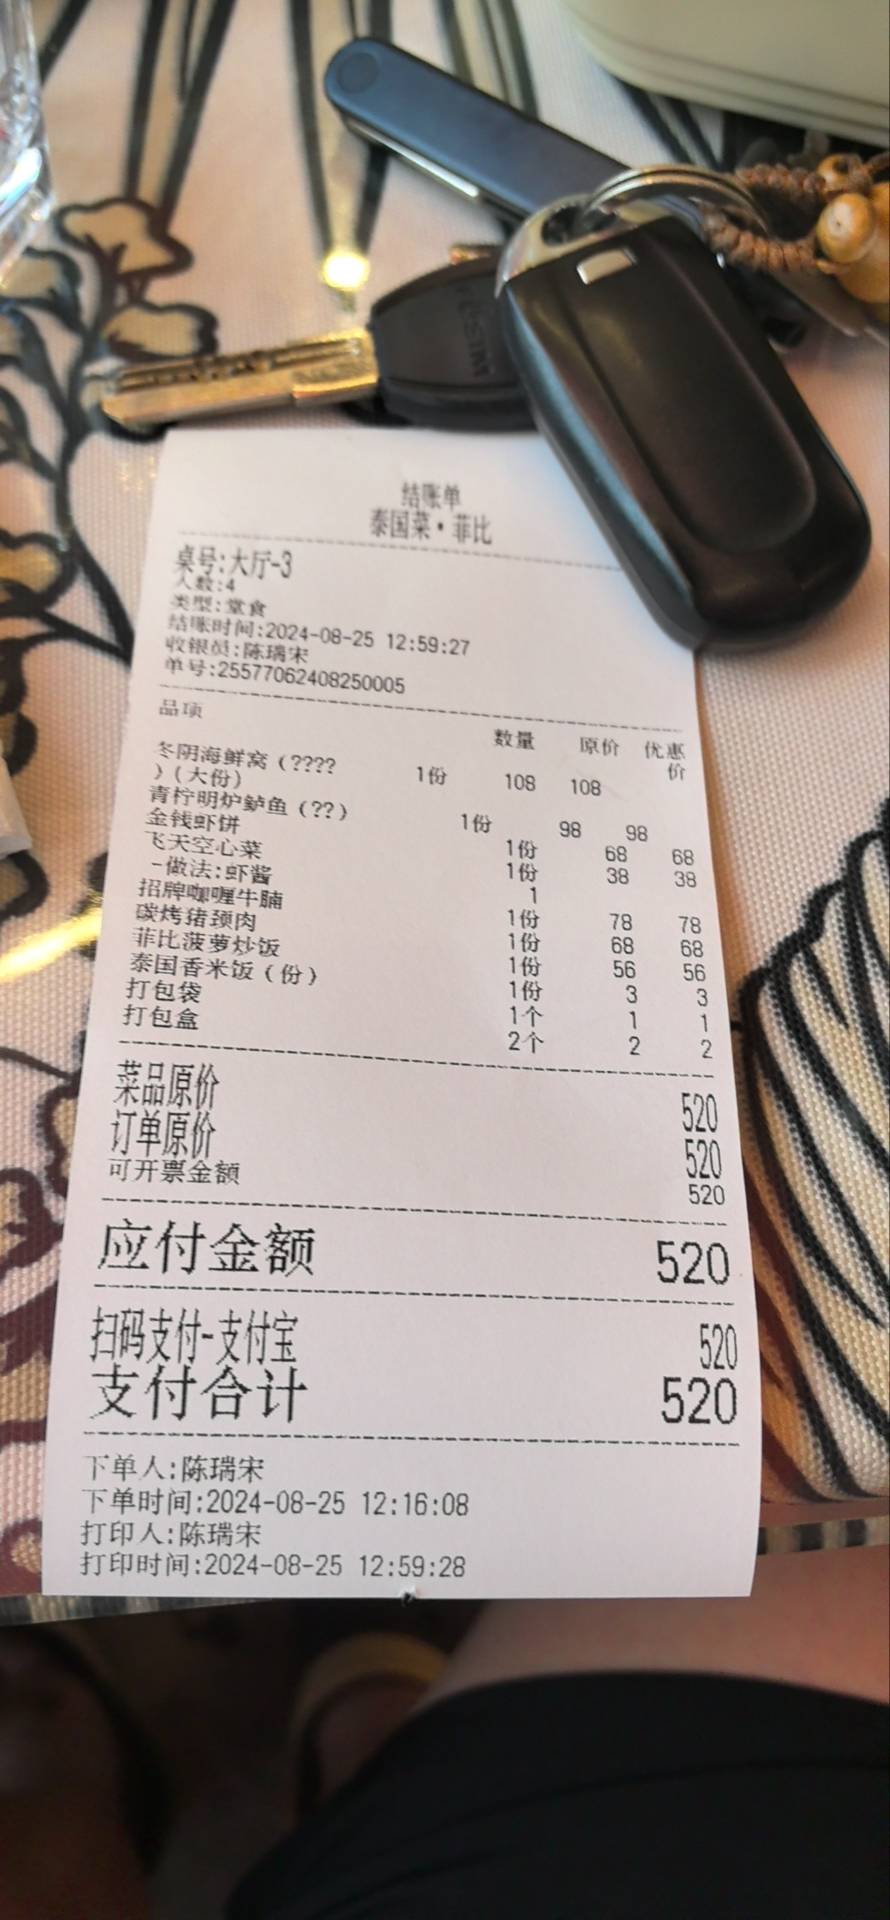 结账单
泰国菜•菲比
桌号:大厅-3
人数:4
类型:堂食
结账时间:2024-08-25 12:59:27
收银员:陈瑞宋
单号:25577062408250005
品项 数量 原价 优惠价
冬阴海鲜窝(????)(大份) 1份 108 108
青柠明炉鲈鱼(??) 1份 98 98
金钱虾饼 1份 68 68
飞天空心菜 1份 38 38
-做法:虾酱 1
招牌咖喱牛腩 1份 78 78
碳烤猪颈肉 1份 68 68
菲比菠萝炒饭 1份 56 56
泰国香米饭(份) 1份 3 3
打包袋 1个 1 1
打包盒 2个 2 2
菜品原价 520
订单原价 520
可开票金额 520
应付金额 520
扫码支付-支付宝 520
支付合计 520
下单人:陈瑞宋
下单时间:2024-08-25 12:16:08
打印人:陈瑞宋
打印时间:2024-08-25 12:59:28